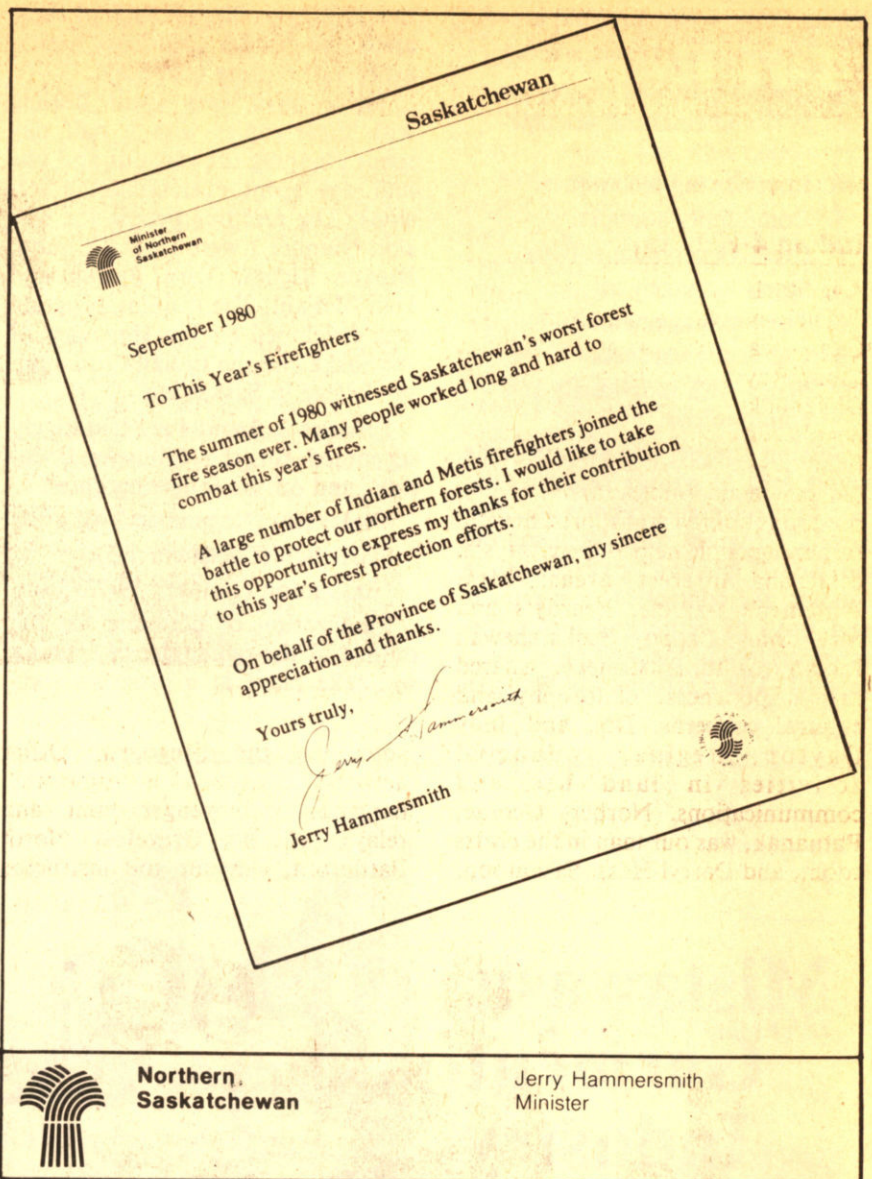 Saskatchewan
Minister
of Northern
Saskatchewan
September 1980
To This Year's Firefighters
The summer of 1980 witnessed Saskatchewan's worst forest
fire season ever. Many people worked long and hard to
combat this year's fires.
A large number of Indian and Metis firefighters joined the
battle to protect our northern forests. I would like to take
this opportunity to express my thanks for their contribution
to this year's forest protection efforts.
On behalf of the Province of Saskatchewan, my sincere
appreciation and thanks.
Yours truly,
Jerry Hammersmith
Jerry Hammersmith
Northern
Saskatchewan
Jerry Hammersmith
Minister